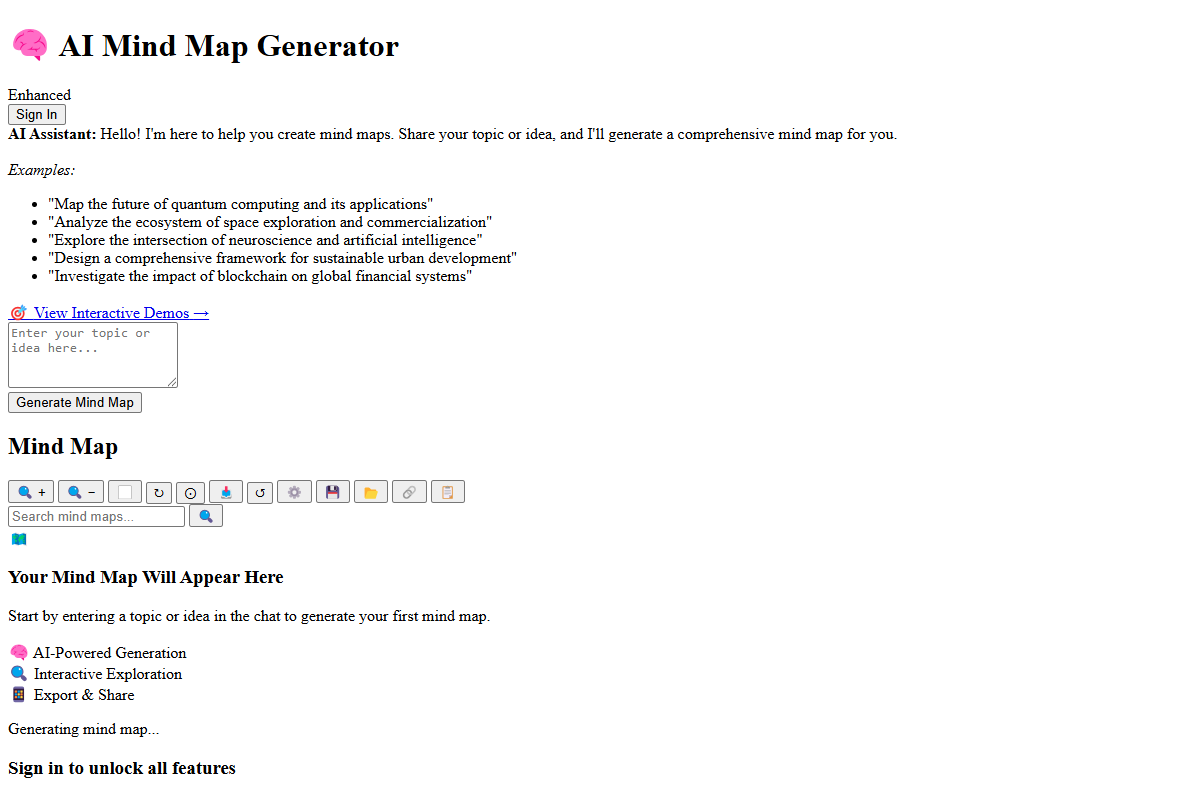 AI Mind Map Generator
Enhanced
Sign In
AI Assistant: Hello! I'm here to help you create mind maps. Share your topic or idea, and I'll generate a comprehensive mind map for you.
Examples:
"Map the future of quantum computing and its applications"
"Analyze the ecosystem of space exploration and commercialization"
"Explore the intersection of neuroscience and artificial intelligence"
"Design a comprehensive framework for sustainable urban development"
"Investigate the impact of blockchain on global financial systems"
View Interactive Demos →
Enter your topic or
idea here...
Generate Mind Map
Mind Map
+ − ↻ ⊙ ↺
Search mind maps...
Your Mind Map Will Appear Here
Start by entering a topic or idea in the chat to generate your first mind map.
AI-Powered Generation
Interactive Exploration
Export & Share
Generating mind map...
Sign in to unlock all features